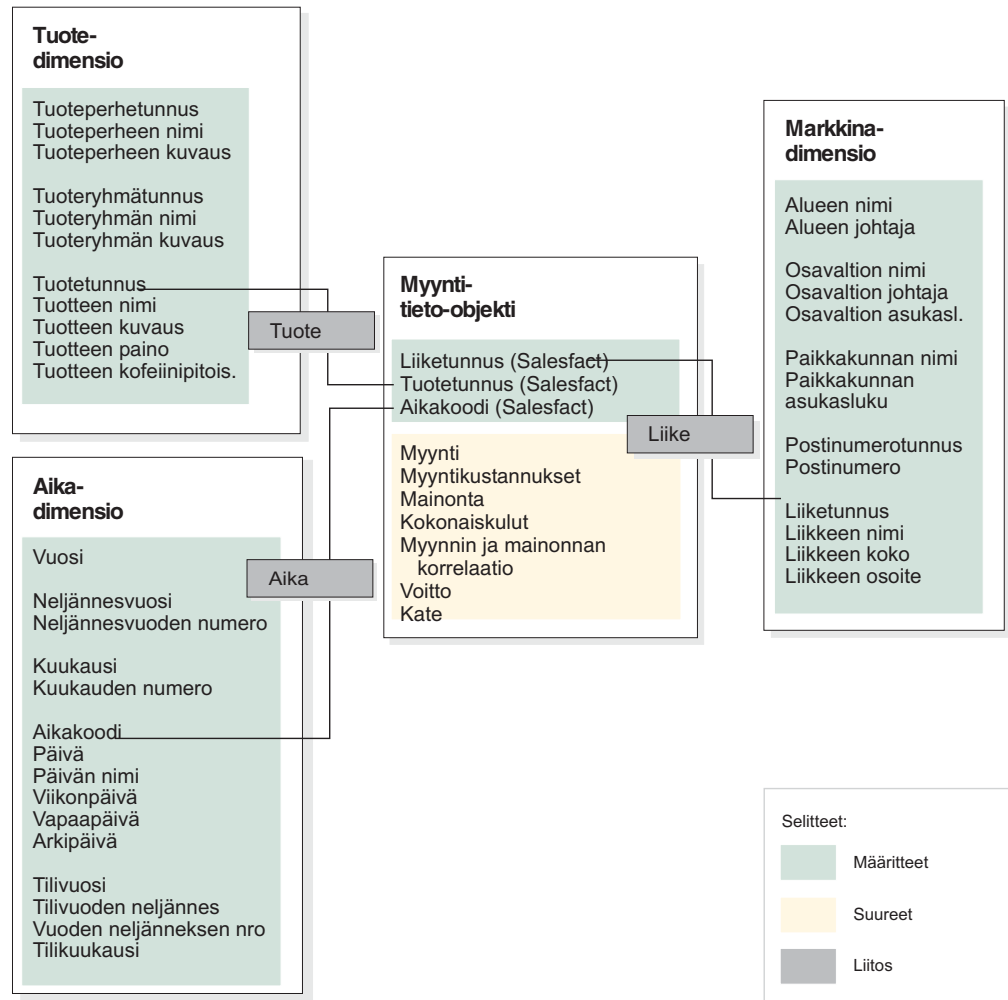 Tuote-
dimensio
Tuoteperhetunnus
Tuoteperheen nimi
Tuoteperheen kuvaus
Tuoteryhmätunnus
Tuoteryhmän nimi
Tuoteryhmän kuvaus
Tuotetunnus
Tuotteen nimi
Tuotteen kuvaus
Tuotteen paino
Tuotteen kofeiinipitois.
Tuote
Aika-
dimensio
Vuosi
Neljännesvuosi
Neljännesvuoden numero
Kuukausi
Kuukauden numero
Aikakoodi
Päivä
Päivän nimi
Viikonpäivä
Vapaapäivä
Arkipäivä
Tilivuosi
Tilivuoden neljännes
Vuoden neljänneksen nro
Tilikuukausi
Aika
Myynti-
tieto-objekti
Liiketunnus (Salesfact)
Tuotetunnus (Salesfact)
Aikakoodi (Salesfact)
Myynti
Myyntikustannukset
Mainonta
Kokonaiskulut
Myynnin ja mainonnan
korrelaatio
Voitto
Kate
Liike
Markkina-
dimensio
Alueen nimi
Alueen johtaja
Osavaltion nimi
Osavaltion johtaja
Osavaltion asukasl.
Paikkakunnan nimi
Paikkakunnan
asukasluku
Postinumerotunnus
Postinumero
Liiketunnus
Liikkeen nimi
Liikkeen koko
Liikkeen osoite
Selitteet:
Määritteet
Suureet
Liitos